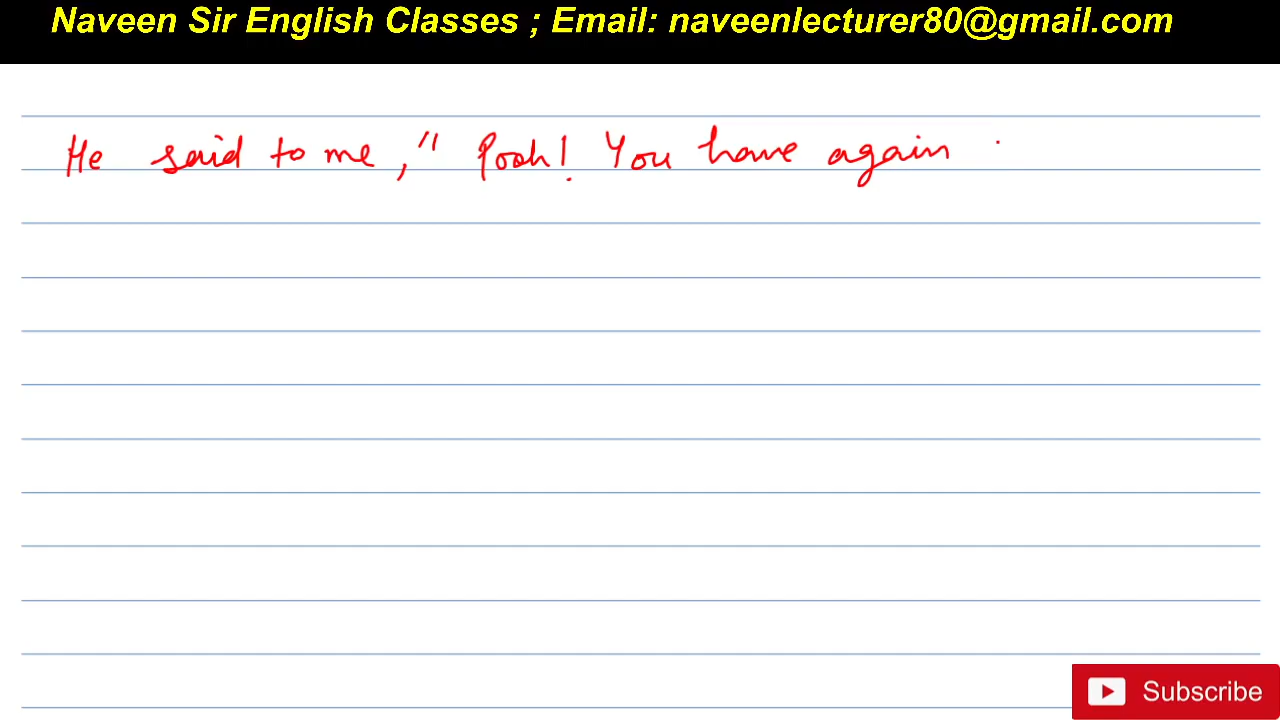 Naveen Sir English Classes ; Email: naveenlecturer80@gmail.com
He said to me, " Pooh! You have again
Subscribe